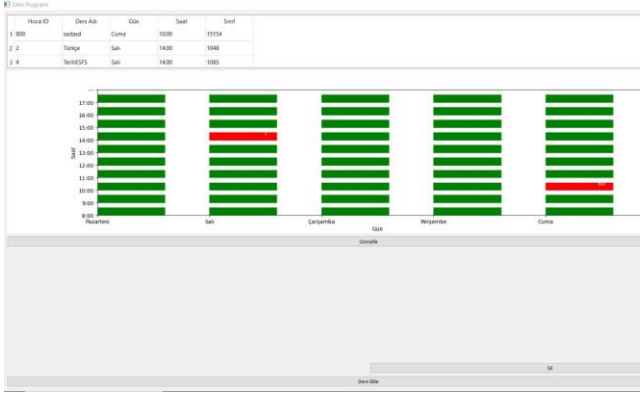 Ders Programı
Hoca ID Ders Adı Gün Saat Sınıf
1 800 sadasd Cuma 10:00 15154
2 2 Türkçe Salı 14:00 1048
3 4 TarihESFS Salı 14:00 1085
17:00
16:00
15:00
14:00
13:00
12:00
11:00
10:00
9:00
8:00
Saat
Pazartesi Salı Çarşamba Perşembe Cuma
Gün
Güncelle
Sil
Ders Ekle